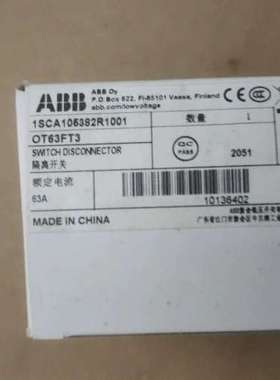 ABB
ABB Oy
P.O.Box 622, FI-65101 Vaasa, Finland
abb.com/lowvoltage
1SCA105382R1001
数量 1
OT63FT3
SWITCH DISCONNECTOR
隔离开关
QC
PASS
2051
额定电流
63A
10136402
MADE IN CHINA